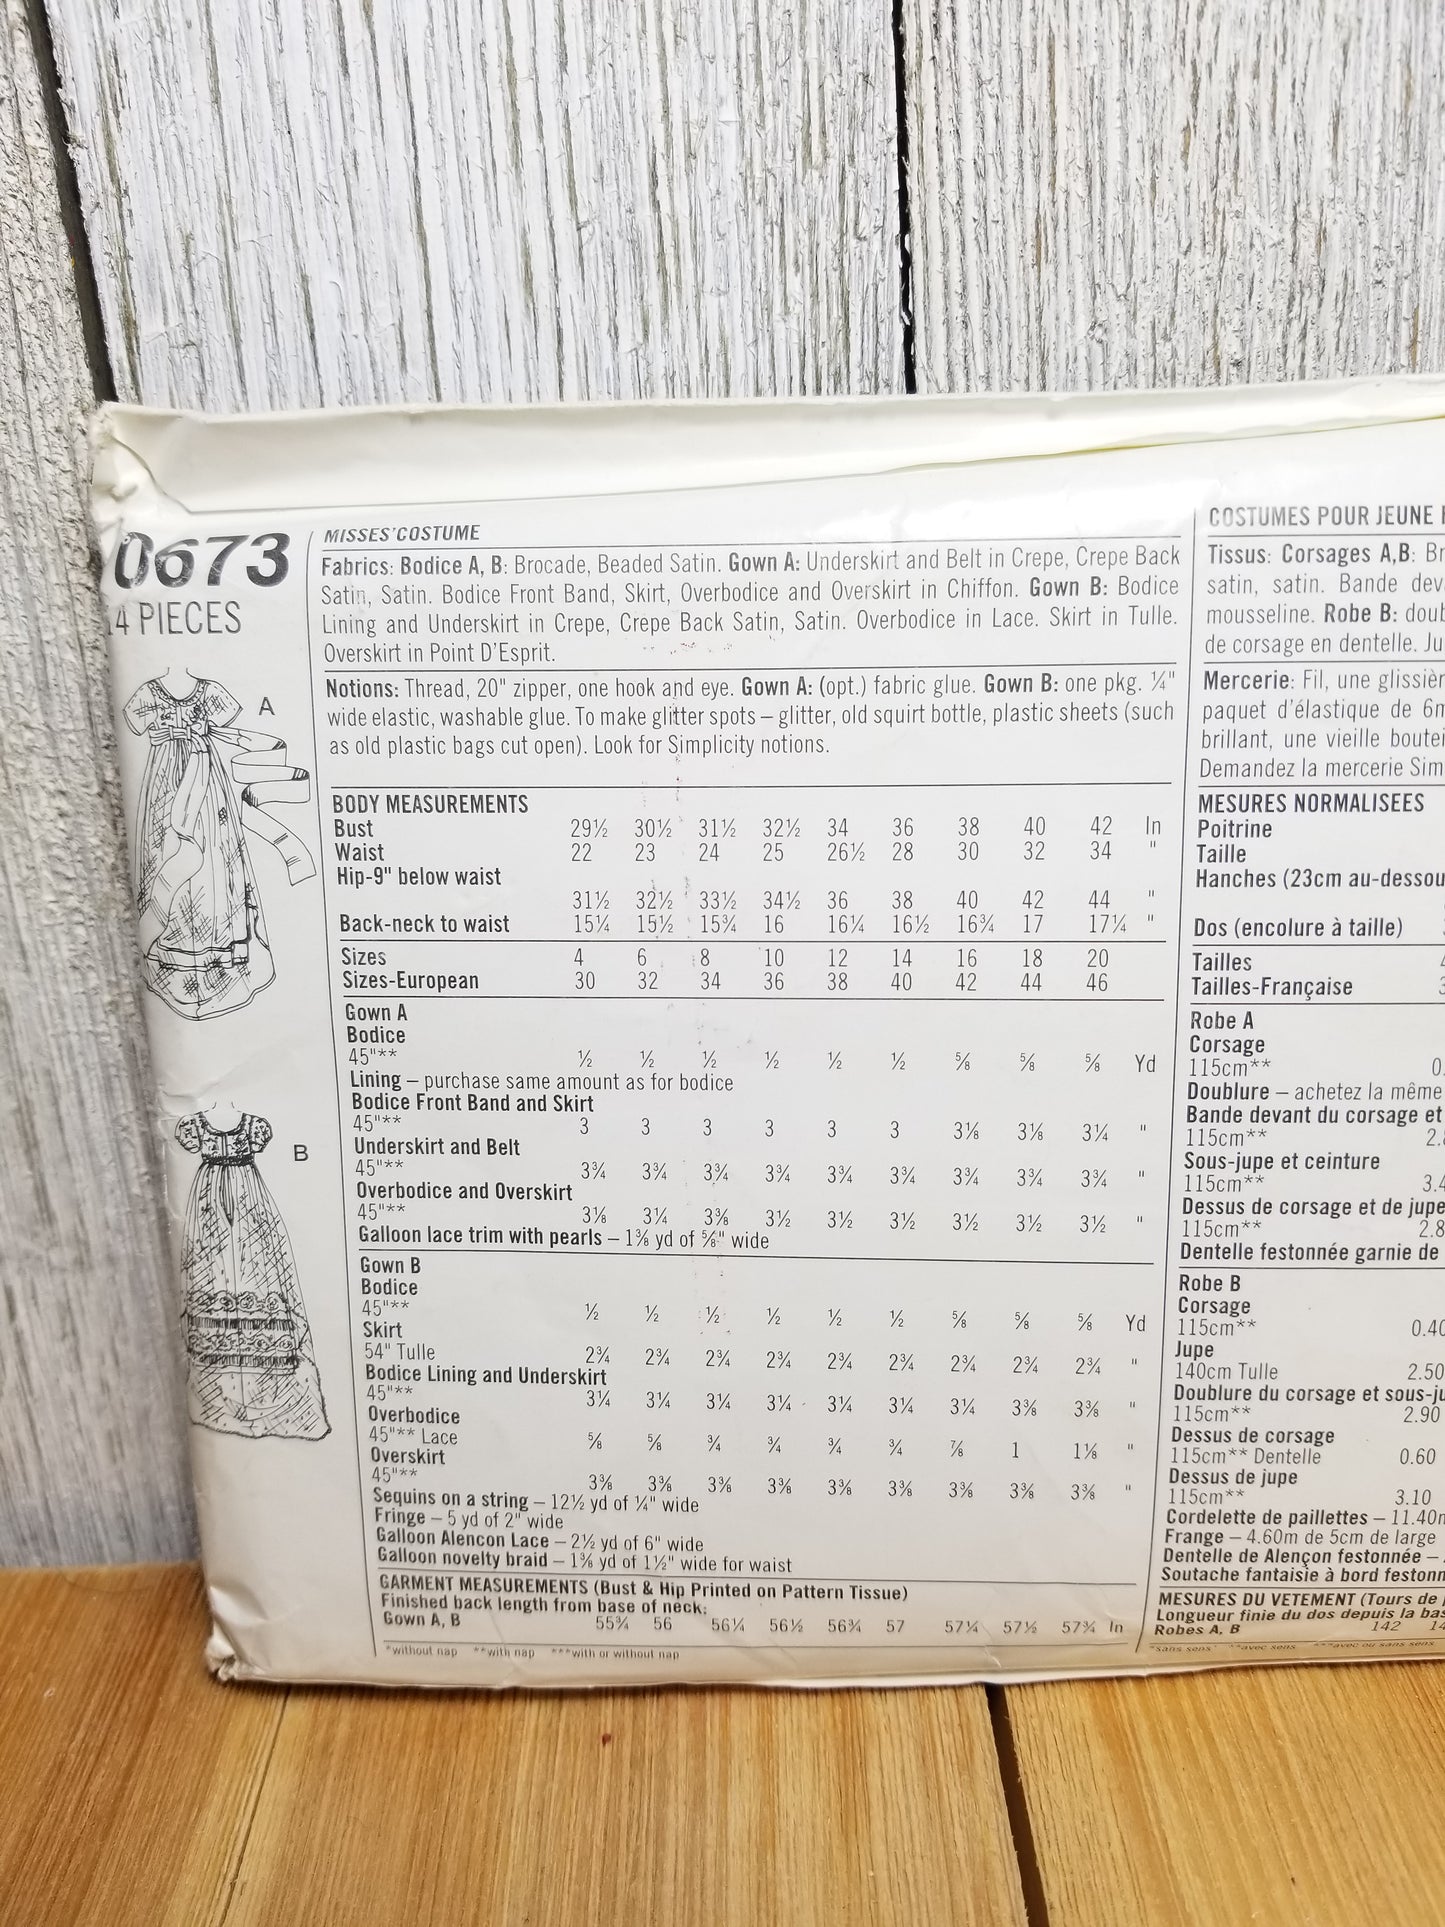 0673
14 PIECES
A
B
MISSES'COSTUME
Fabrics: Bodice A, B: Brocade, Beaded Satin. Gown A: Underskirt and Belt in Crepe, Crepe Back
Satin, Satin. Bodice Front Band, Skirt, Overbodice and Overskirt in Chiffon. Gown B: Bodice
Lining and Underskirt in Crepe, Crepe Back Satin, Satin. Overbodice in Lace. Skirt in Tulle.
Overskirt in Point D'Esprit.
Notions: Thread, 20" zipper, one hook and eye. Gown A: (opt.) fabric glue. Gown B: one pkg. ¼"
wide elastic, washable glue. To make glitter spots – glitter, old squirt bottle, plastic sheets (such
as old plastic bags cut open). Look for Simplicity notions.
BODY MEASUREMENTS
Bust 29½ 30½ 31½ 32½ 34 36 38 40 42 In
Waist 22 23 24 25 26½ 28 30 32 34 "
Hip-9" below waist
31½ 32½ 33½ 34½ 36 38 40 42 44 "
Back-neck to waist 15¼ 15½ 15¾ 16 16¼ 16½ 16¾ 17 17¼ "
Sizes 4 6 8 10 12 14 16 18 20
Sizes-European 30 32 34 36 38 40 42 44 46
Gown A
Bodice
45"** ½ ½ ½ ½ ½ ½ ⅝ ⅝ ⅝ Yd
Lining – purchase same amount as for bodice
Bodice Front Band and Skirt
45"** 3 3 3 3 3 3 3⅛ 3⅛ 3¼ "
Underskirt and Belt
45"** 3¾ 3¾ 3¾ 3¾ 3¾ 3¾ 3¾ 3¾ 3¾ "
Overbodice and Overskirt
45"** 3⅛ 3¼ 3⅜ 3½ 3½ 3½ 3½ 3½ 3½ "
Galloon lace trim with pearls – 1⅜ yd of ⅝" wide
Gown B
Bodice
45"** ½ ½ ½ ½ ½ ½ ⅝ ⅝ ⅝ Yd
Skirt
54" Tulle 2¾ 2¾ 2¾ 2¾ 2¾ 2¾ 2¾ 2¾ 2¾ "
Bodice Lining and Underskirt
45"** 3¼ 3¼ 3¼ 3¼ 3¼ 3¼ 3¼ 3⅜ 3⅜ "
Overbodice
45"** Lace ⅝ ⅝ ¾ ¾ ¾ ¾ ⅞ 1 1⅛ "
Overskirt
45"** 3⅜ 3⅜ 3⅜ 3⅜ 3⅜ 3⅜ 3⅜ 3⅜ 3⅜ "
Sequins on a string – 12½ yd of ¼" wide
Fringe – 5 yd of 2" wide
Galloon Alencon Lace – 2½ yd of 6" wide
Galloon novelty braid – 1⅜ yd of 1½" wide for waist
GARMENT MEASUREMENTS (Bust & Hip Printed on Pattern Tissue)
Finished back length from base of neck:
Gown A, B 55¾ 56 56¼ 56½ 56¾ 57 57¼ 57½ 57¾ In
*without nap **with nap ***with or without nap
COSTUMES POUR JEUNE
Tissus: Corsages A,B: Br
satin, satin. Bande dev
mousseline. Robe B: doub
de corsage en dentelle. Ju
Mercerie: Fil, une glissièr
paquet d'élastique de 6m
brillant, une vieille boutei
Demandez la mercerie Sim
MESURES NORMALISEES
Poitrine
Taille
Hanches (23cm au-dessou
Dos (encolure à taille)
Tailles
Tailles-Française
Robe A
Corsage
115cm** 0.
Doublure – achetez la même
Bande devant du corsage et
115cm** 2.
Sous-jupe et ceinture
115cm** 3.4
Dessus de corsage et de jupe
115cm** 2.8
Dentelle festonnée garnie de
Robe B
Corsage
115cm** 0.40
Jupe
140cm Tulle 2.50
Doublure du corsage et sous-ju
115cm** 2.90
Dessus de corsage
115cm** Dentelle 0.60
Dessus de jupe
115cm** 3.10
Cordelette de paillettes – 11.40m
Frange – 4.60m de 5cm de large
Dentelle de Alençon festonnée –
Soutache fantaisie à bord festonn
MESURES DU VETEMENT (Tours de
Longueur finie du dos depuis la bas
Robes A, B 142 14
*sans sens **avec sens ***avec ou sans sens